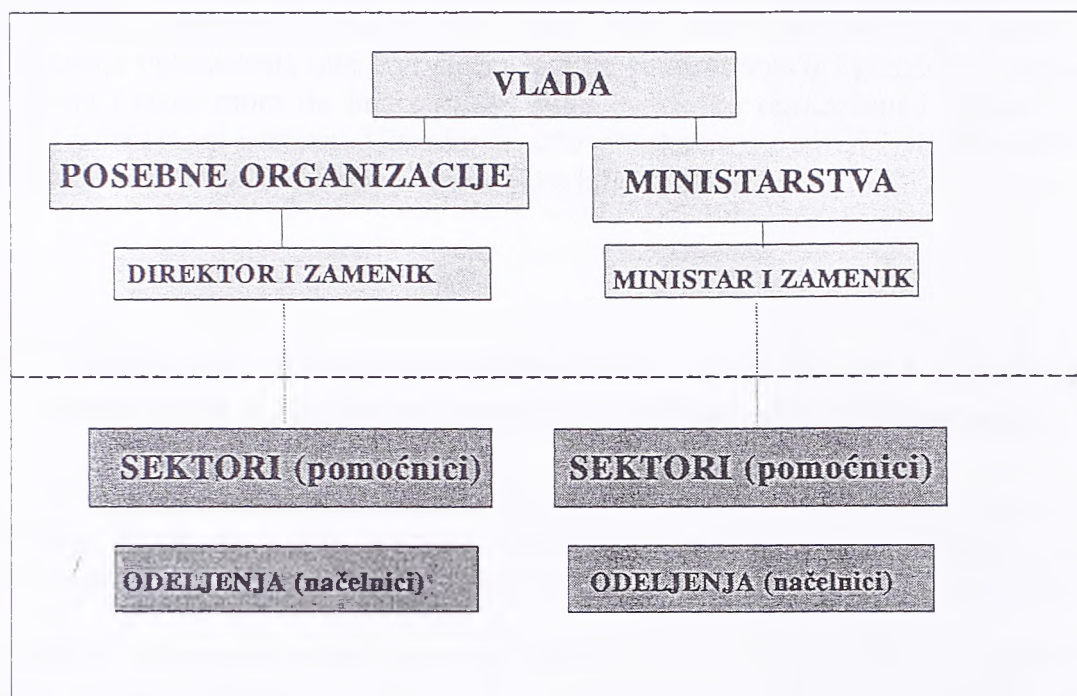 VLADA
POSEBNE ORGANIZACIJE
MINISTARSTVA
DIREKTOR I ZAMENIK
MINISTAR I ZAMENIK
SEKTORI (pomoćnici)
SEKTORI (pomoćnici)
ODELJENJA (načelnici)
ODELJENJA (načelnici)